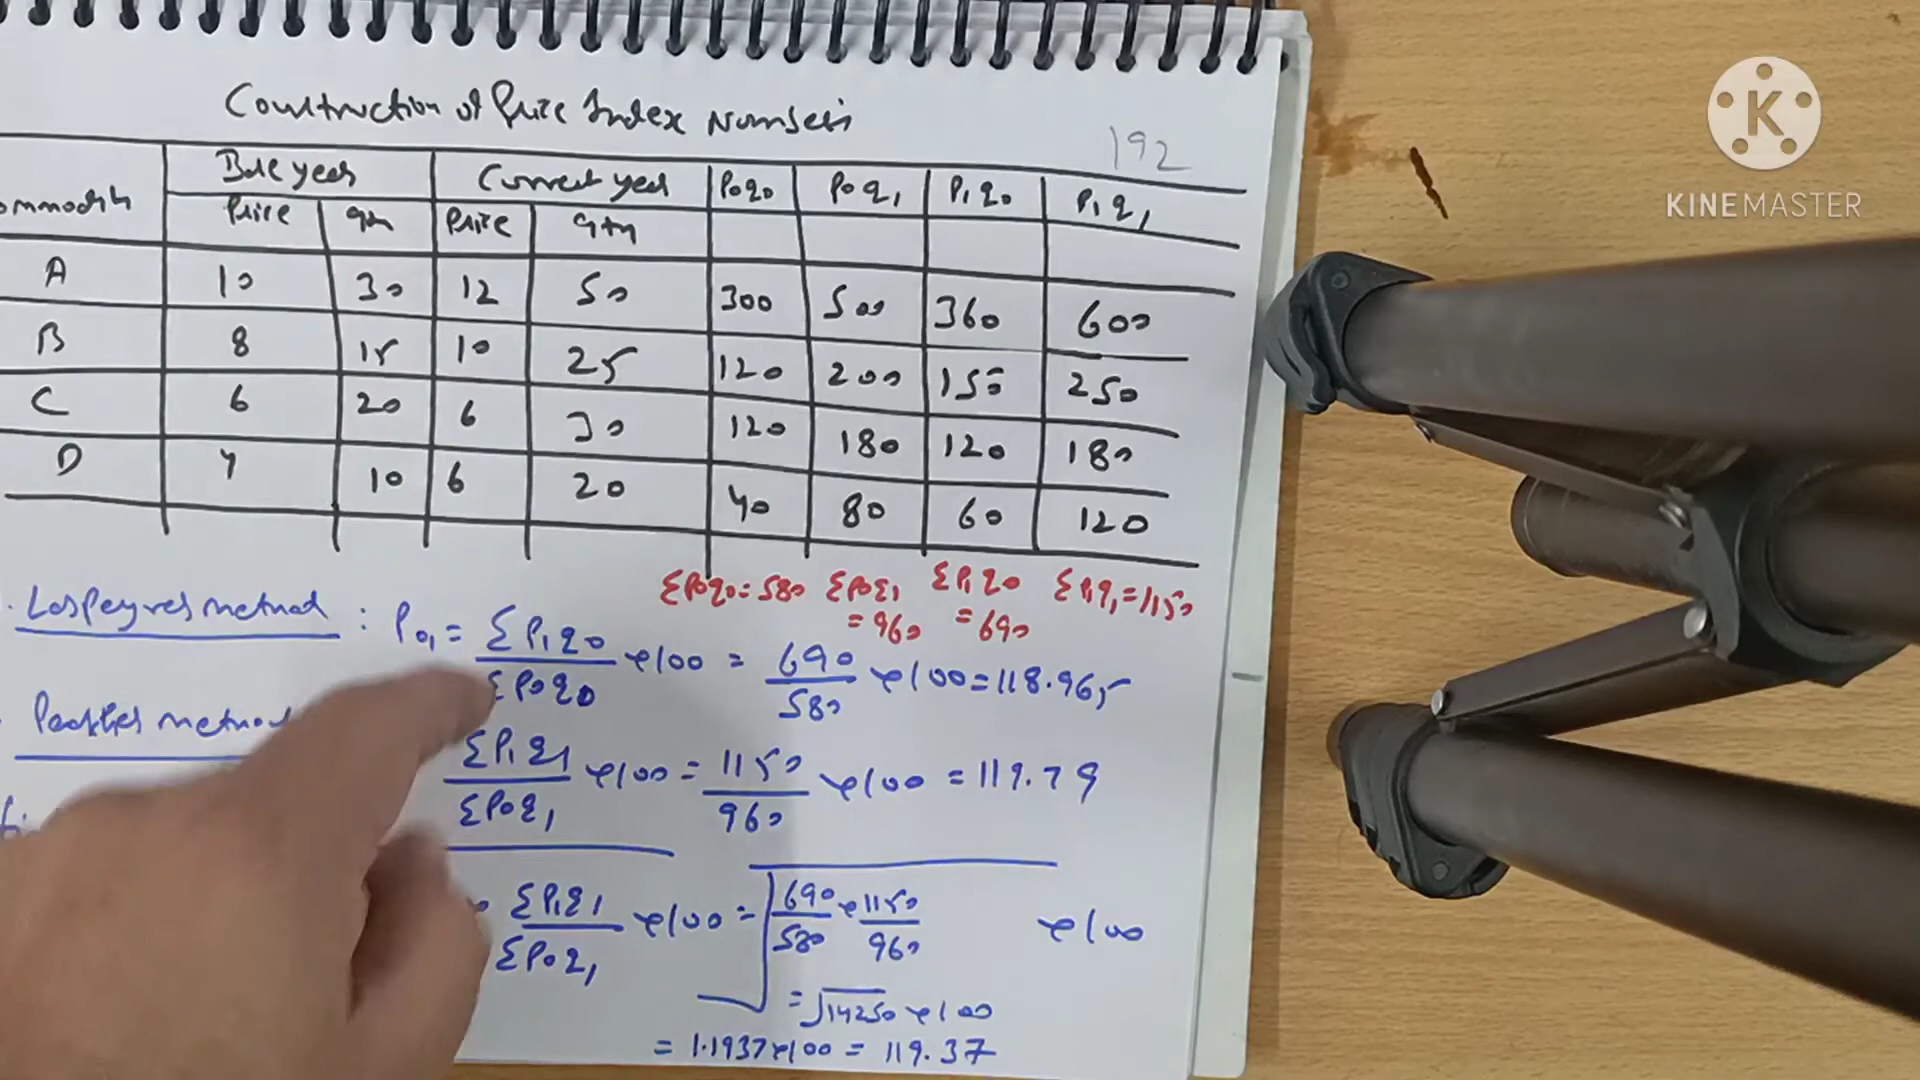 Construction of Price Index Numbers
192
ommodity Base year Current year P0q0 P0q1 P1q0 P1q1
Price qty Price qty
A 10 30 12 50 300 500 360 600
B 8 15 10 25 120 200 150 250
C 6 20 6 30 120 180 120 180
D 4 10 6 20 40 80 60 120
ΣP0q0=580 ΣP0q1 =960 ΣP1q0 =690 ΣP1q1=1150
Laspeyres method : P01 = ΣP1q0 / ΣP0q0 ×100 = 690/580 ×100 = 118.965
Paasches method ΣP1q1 / ΣP0q1 ×100 = 1150/960 ×100 = 119.79
ΣP1q1 / ΣP0q1 ×100 = √690/580 × 1150/960 ×100
= √14250 ×100
= 1.1937×100 = 119.37
KINEMASTER